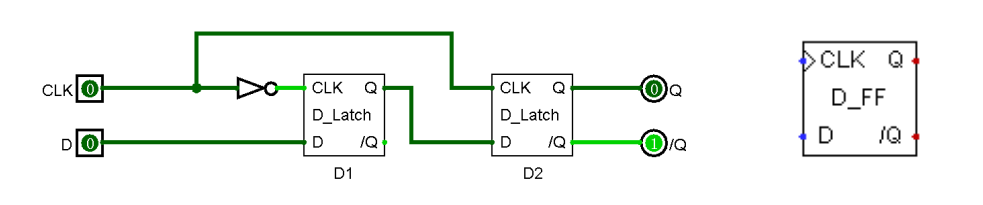 CLK 0
CLK Q
D_Latch
D /Q
D1
CLK Q
D_Latch
D /Q
D2
0 Q
1 /Q
D 0
CLK Q
D_FF
D /Q